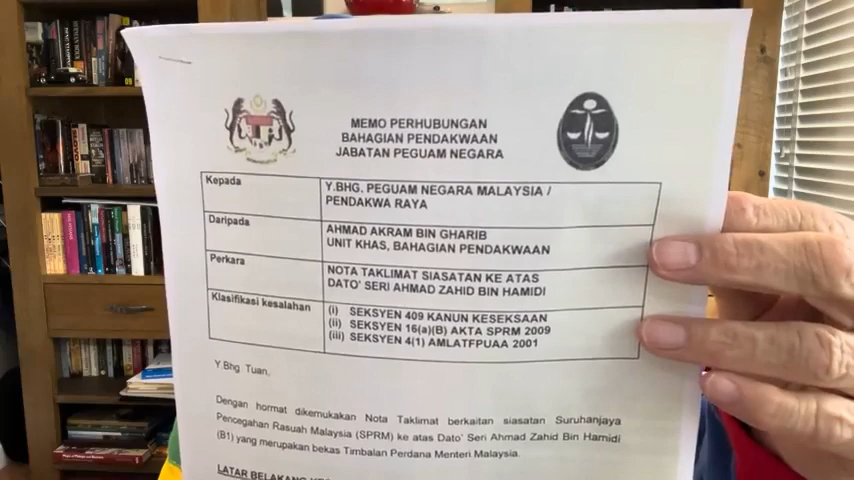 MEMO PERHUBUNGAN
BAHAGIAN PENDAKWAAN
JABATAN PEGUAM NEGARA
Kepada
Y.BHG. PEGUAM NEGARA MALAYSIA /
PENDAKWA RAYA
Daripada
AHMAD AKRAM BIN GHARIB
UNIT KHAS, BAHAGIAN PENDAKWAAN
Perkara
NOTA TAKLIMAT SIASATAN KE ATAS
DATO' SERI AHMAD ZAHID BIN HAMIDI
Klasifikasi kesalahan
(i) SEKSYEN 409 KANUN KESEKSAAN
(ii) SEKSYEN 16(a)(B) AKTA SPRM 2009
(iii) SEKSYEN 4(1) AMLATFPUAA 2001
Y.Bhg Tuan,
Dengan hormat dikemukakan Nota Taklimat berkaitan siasatan Suruhanjaya
Pencegahan Rasuah Malaysia (SPRM) ke atas Dato' Seri Ahmad Zahid Bin Hamidi
(B1) yang merupakan bekas Timbalan Perdana Menteri Malaysia.
LATAR